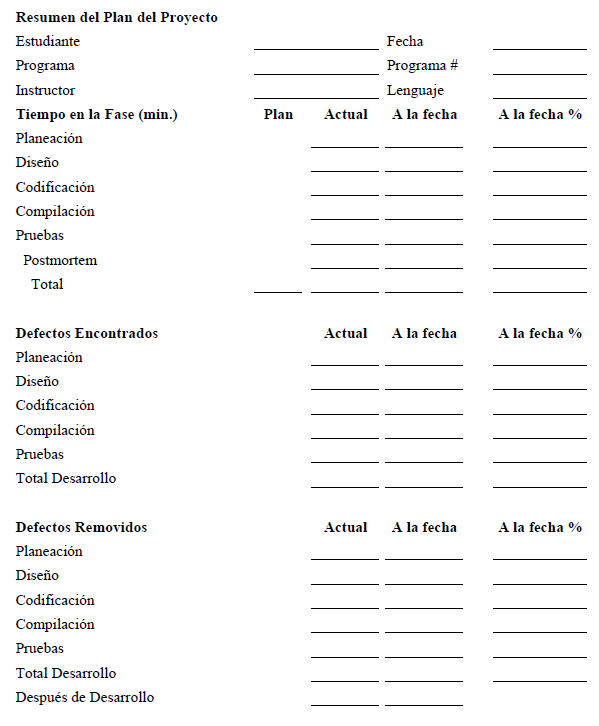 Resumen del Plan del Proyecto
Estudiante Fecha
Programa Programa #
Instructor Lenguaje
Tiempo en la Fase (min.) Plan Actual A la fecha A la fecha %
Planeación
Diseño
Codificación
Compilación
Pruebas
Postmortem
Total
Defectos Encontrados Actual A la fecha A la fecha %
Planeación
Diseño
Codificación
Compilación
Pruebas
Total Desarrollo
Defectos Removidos Actual A la fecha A la fecha %
Planeación
Diseño
Codificación
Compilación
Pruebas
Total Desarrollo
Después de Desarrollo